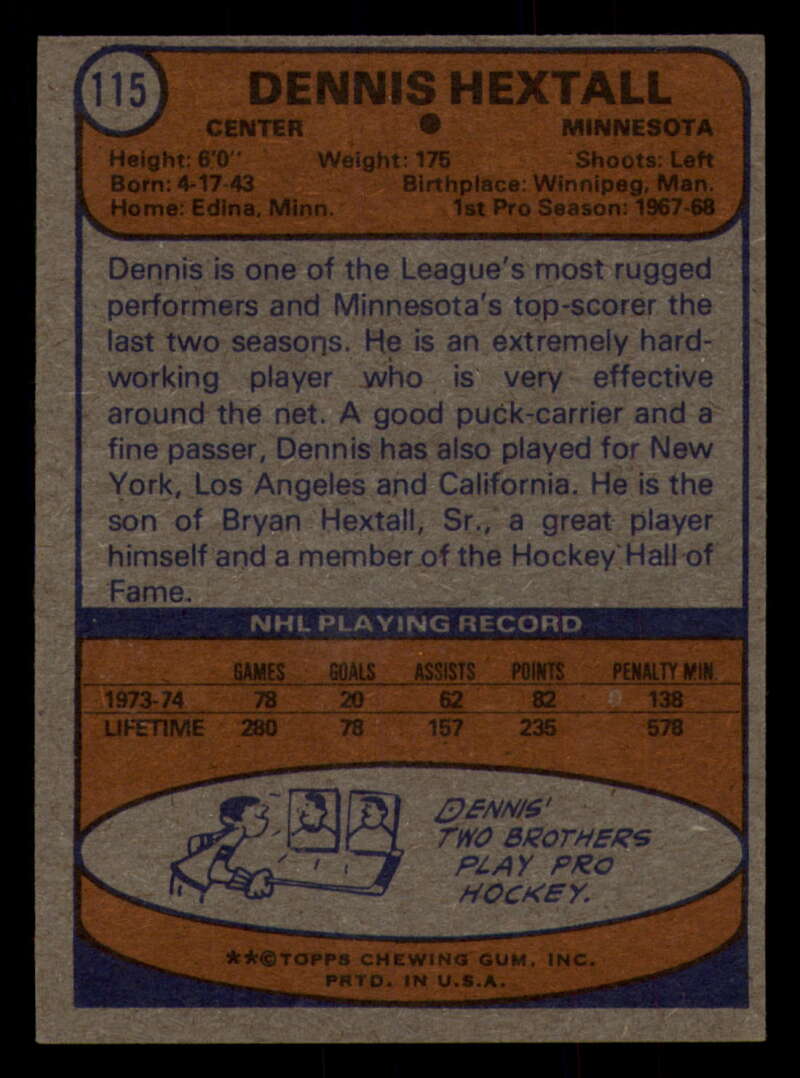 115
DENNIS HEXTALL
CENTER ● MINNESOTA
Height: 6'0" Weight: 175 Shoots: Left
Born: 4-17-43 Birthplace: Winnipeg, Man.
Home: Edina, Minn. 1st Pro Season: 1967-68
Dennis is one of the League's most rugged
performers and Minnesota's top-scorer the
last two seasons. He is an extremely hard-
working player who is very effective
around the net. A good puck-carrier and a
fine passer, Dennis has also played for New
York, Los Angeles and California. He is the
son of Bryan Hextall, Sr., a great player
himself and a member of the Hockey Hall of
Fame.
NHL PLAYING RECORD
GAMES GOALS ASSISTS POINTS PENALTY MIN.
1973-74 78 20 62 82 138
LIFETIME 280 78 157 235 578
DENNIS'
TWO BROTHERS
PLAY PRO
HOCKEY.
**©TOPPS CHEWING GUM, INC.
PRTD. IN U.S.A.